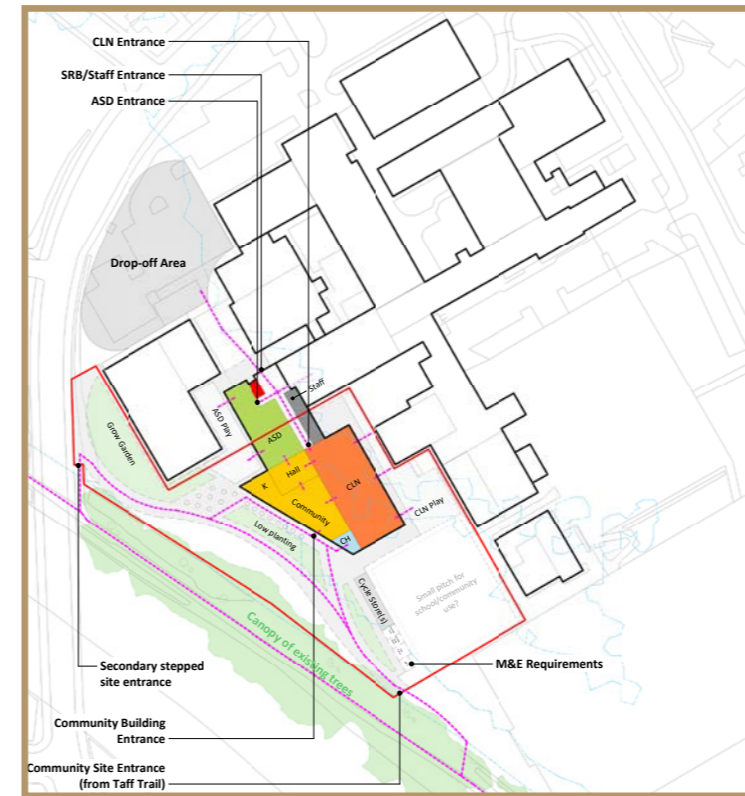 CLN Entrance
SRB/Staff Entrance
ASD Entrance
Drop-off Area
Staff
ASD Play
Grow Garden
ASD
Hall
K
CLN
Community
CLN Play
Low planting
CH
Cycle Store(s)
Small pitch for
school/community
use?
Canopy of existing trees
M&E Requirements
Secondary stepped
site entrance
Community Building
Entrance
Community Site Entrance
(from Taff Trail)